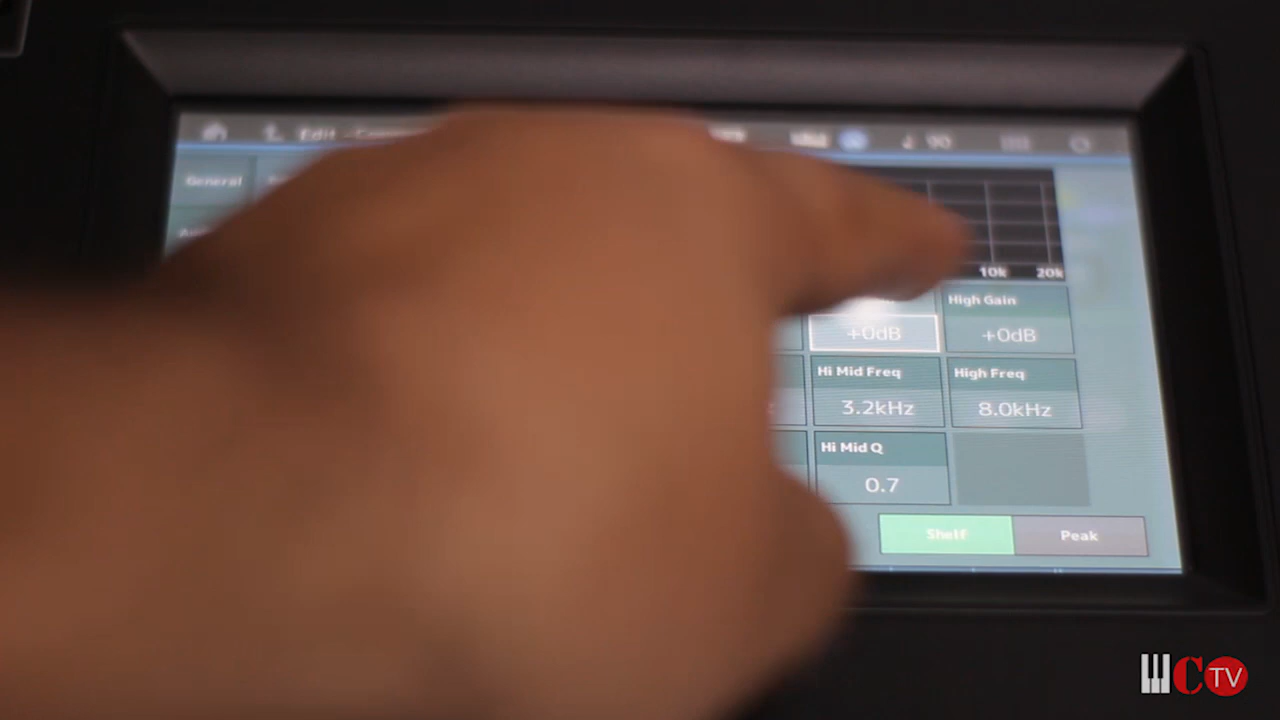 Edit
90
General
10k 20k
High Gain
+0dB +0dB
Hi Mid Freq High Freq
3.2kHz 8.0kHz
Hi Mid Q
0.7
Shelf Peak
CTV